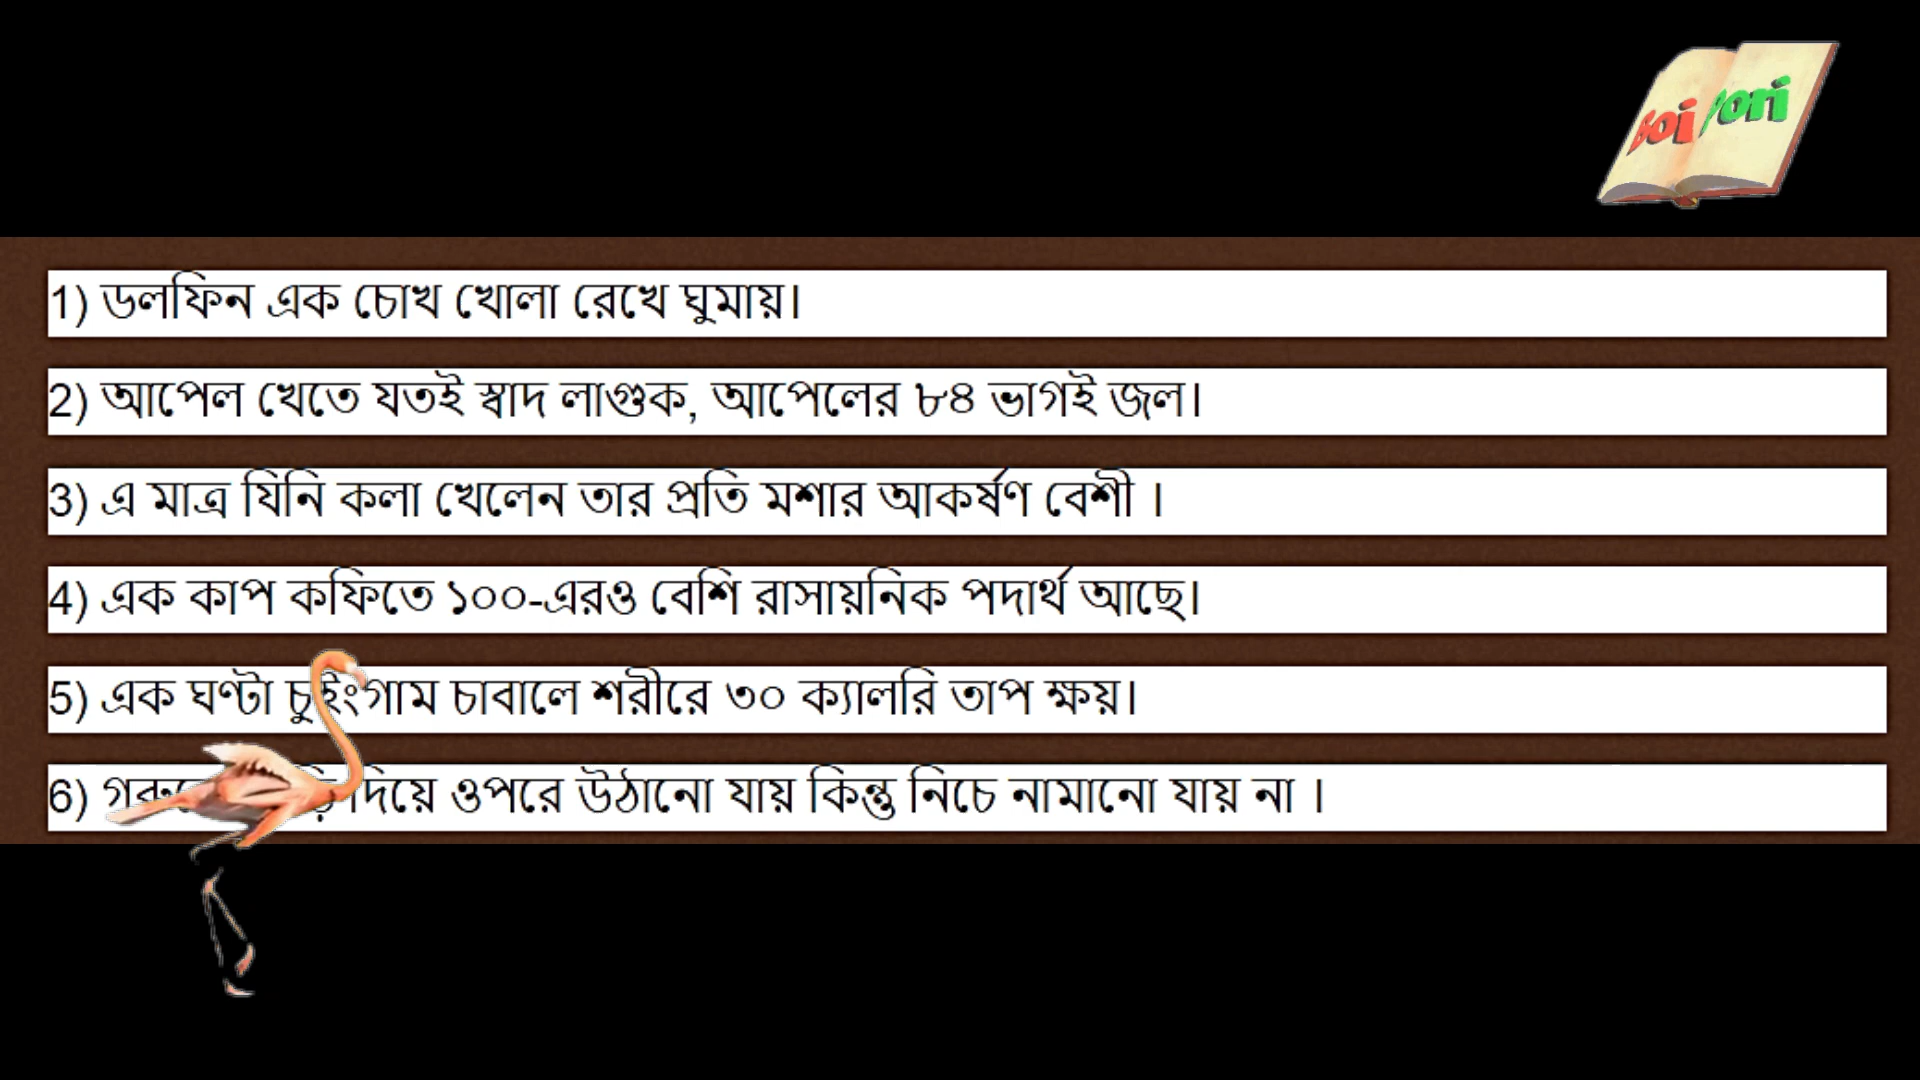 Boi Pori
1) ডলফিন এক চোখ খোলা রেখে ঘুমায়।
2) আপেল খেতে যতই স্বাদ লাগুক, আপেলের ৮৪ ভাগই জল।
3) এ মাত্র যিনি কলা খেলেন তার প্রতি মশার আকর্ষণ বেশী ।
4) এক কাপ কফিতে ১০০-এরও বেশি রাসায়নিক পদার্থ আছে।
5) এক ঘণ্টা চুইংগাম চাবালে শরীরে ৩০ ক্যালরি তাপ ক্ষয়।
6) দিয়ে ওপরে উঠানো যায় কিন্তু নিচে নামানো যায় না ।